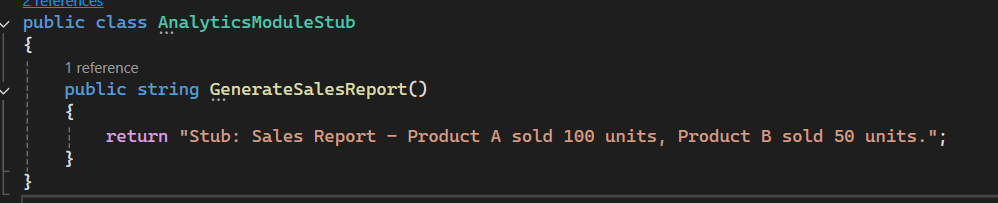 2 references
public class AnalyticsModuleStub
{
1 reference
public string GenerateSalesReport()
{
return "Stub: Sales Report - Product A sold 100 units, Product B sold 50 units.";
}
}